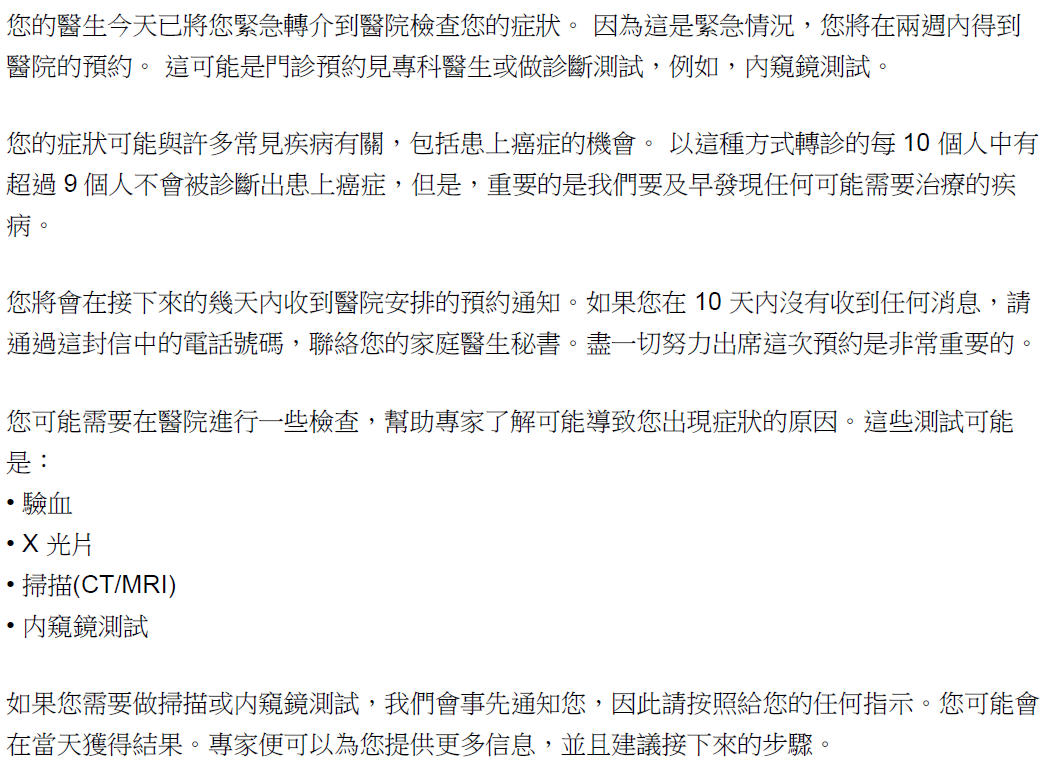 您的醫生今天已將您緊急轉介到醫院檢查您的症狀。 因為這是緊急情況，您將在兩週內得到
醫院的預約。 這可能是門診預約見專科醫生或做診斷測試，例如，內窺鏡測試。
您的症狀可能與許多常見疾病有關，包括患上癌症的機會。 以這種方式轉診的每 10 個人中有
超過 9 個人不會被診斷出患上癌症，但是，重要的是我們要及早發現任何可能需要治療的疾
病。
您將會在接下來的幾天內收到醫院安排的預約通知。如果您在 10 天內沒有收到任何消息，請
通過這封信中的電話號碼，聯絡您的家庭醫生秘書。盡一切努力出席這次預約是非常重要的。
您可能需要在醫院進行一些檢查，幫助專家了解可能導致您出現症狀的原因。這些測試可能
是：
• 驗血
• X 光片
• 掃描(CT/MRI)
• 内窺鏡測試
如果您需要做掃描或内窺鏡測試，我們會事先通知您，因此請按照給您的任何指示。您可能會
在當天獲得結果。專家便可以為您提供更多信息，並且建議接下來的步驟。